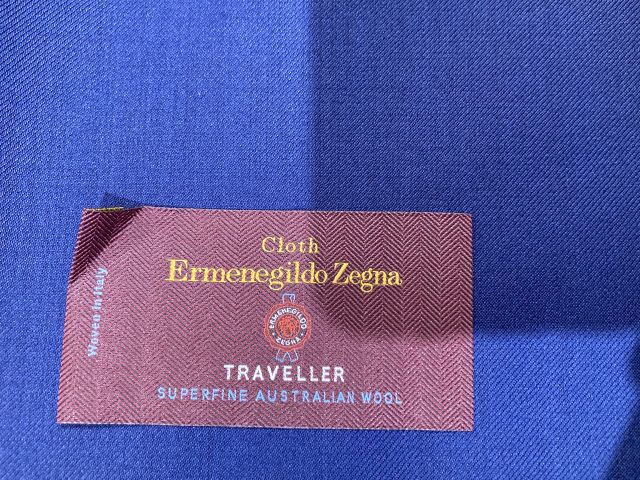 Cloth
Ermenegildo Zegna
ERMENEGILDO
ZEGNA
TRAVELLER
SUPERFINE AUSTRALIAN WOOL
Woven in Italy